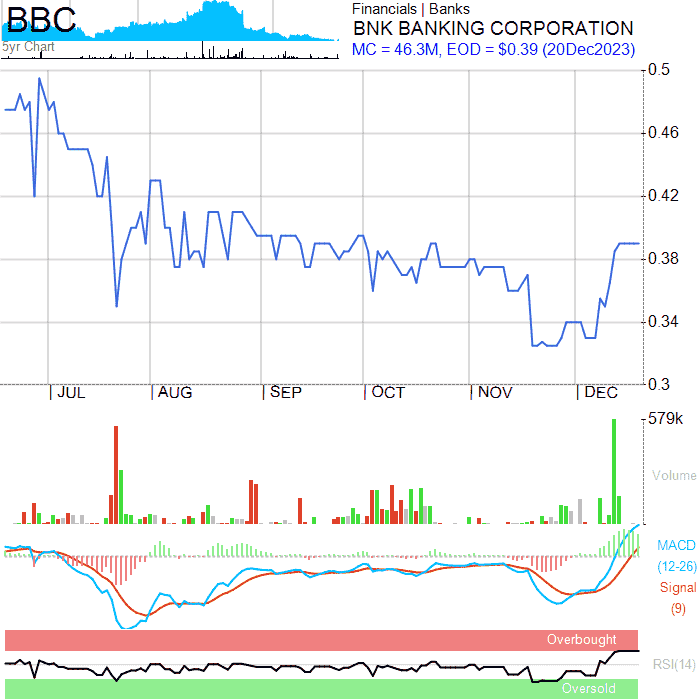 BBC
5yr Chart
Financials | Banks
BNK BANKING CORPORATION
MC = 46.3M, EOD = $0.39 (20Dec2023)
0.5
0.46
0.42
0.38
0.34
0.3
JUL AUG SEP OCT NOV DEC
579k
Volume
MACD
(12-26)
Signal
(9)
Overbought
RSI(14)
Oversold